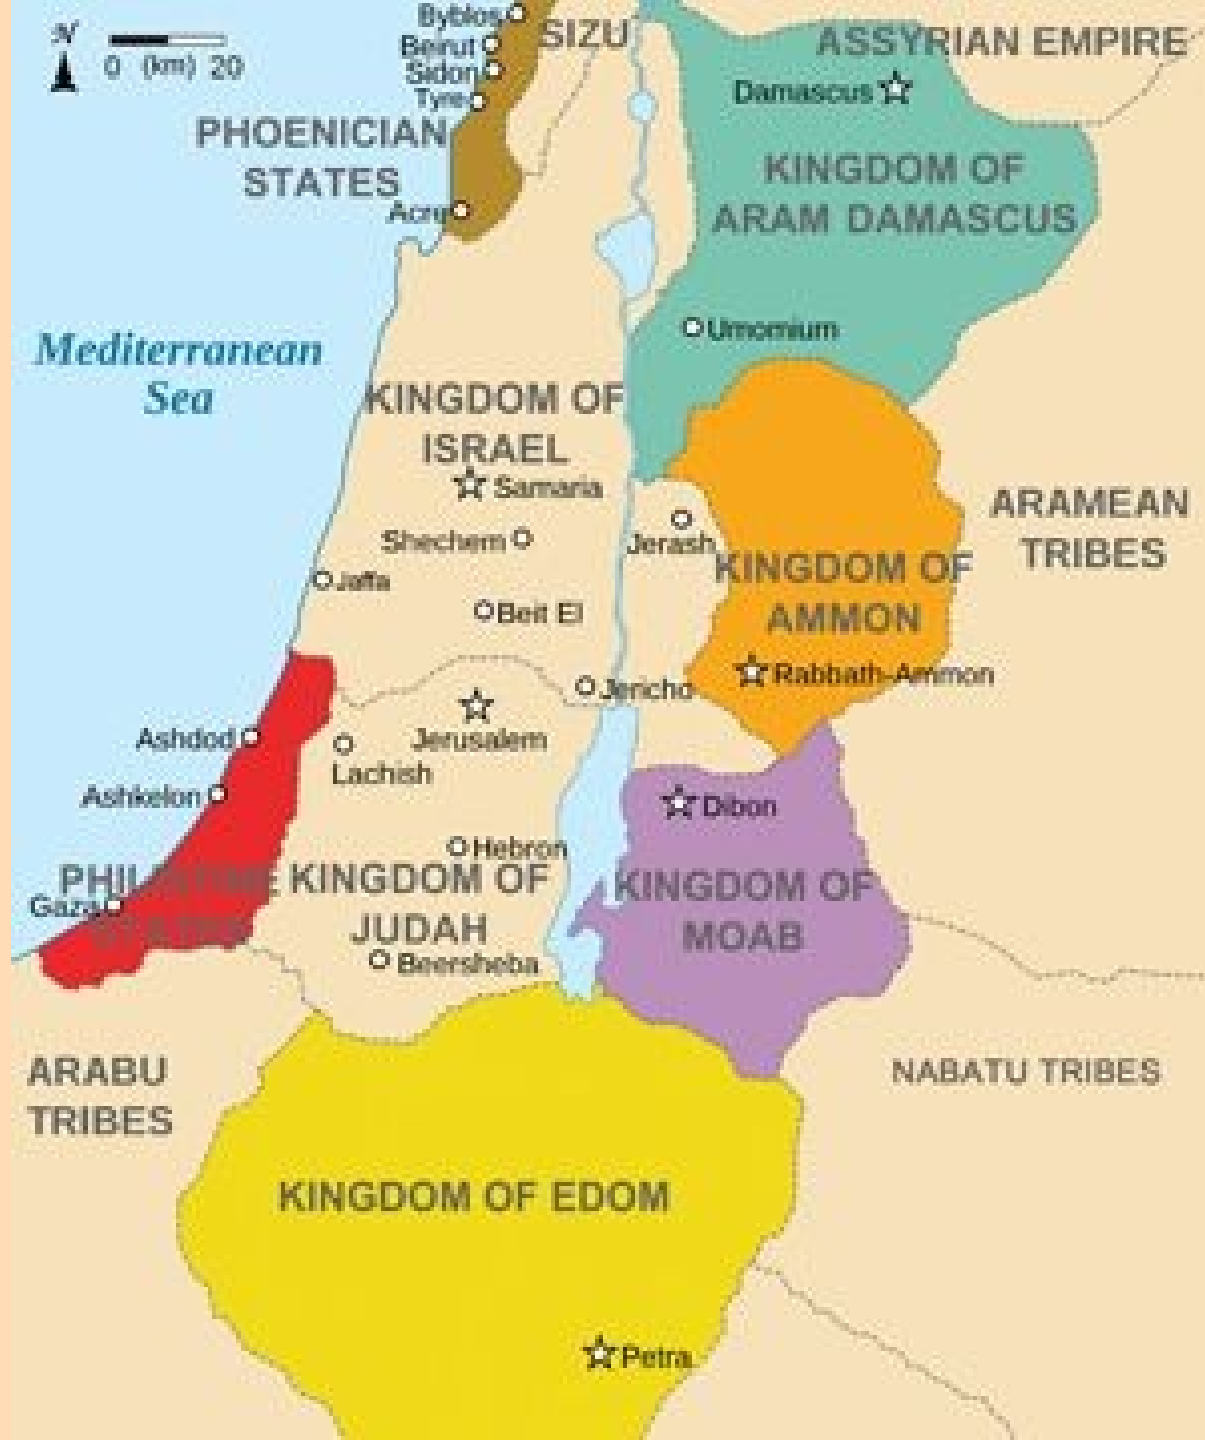 Byblos
SIZU
N
Beirut
ASSYRIAN EMPIRE
0 (km) 20
Sidon
Damascus
Tyre
PHOENICIAN
STATES
KINGDOM OF
ARAM DAMASCUS
Acre
Umomium
Mediterranean
Sea
KINGDOM OF
ISRAEL
Samaria
ARAMEAN
TRIBES
Shechem
Jerash
KINGDOM OF
AMMON
Jaffa
Beit El
Rabbath-Ammon
Jericho
Ashdod
Jerusalem
Lachish
Ashkelon
Dibon
Hebron
PHILISTINE
STATES
Gaza
KINGDOM OF
JUDAH
KINGDOM OF
MOAB
Beersheba
ARABU
TRIBES
NABATU TRIBES
KINGDOM OF EDOM
Petra